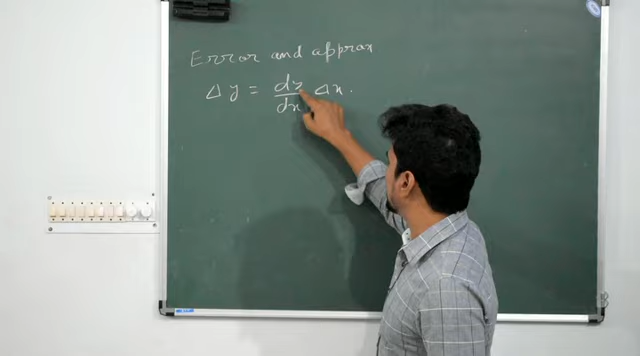 Error and approx
Δy = dy/dx Δx.